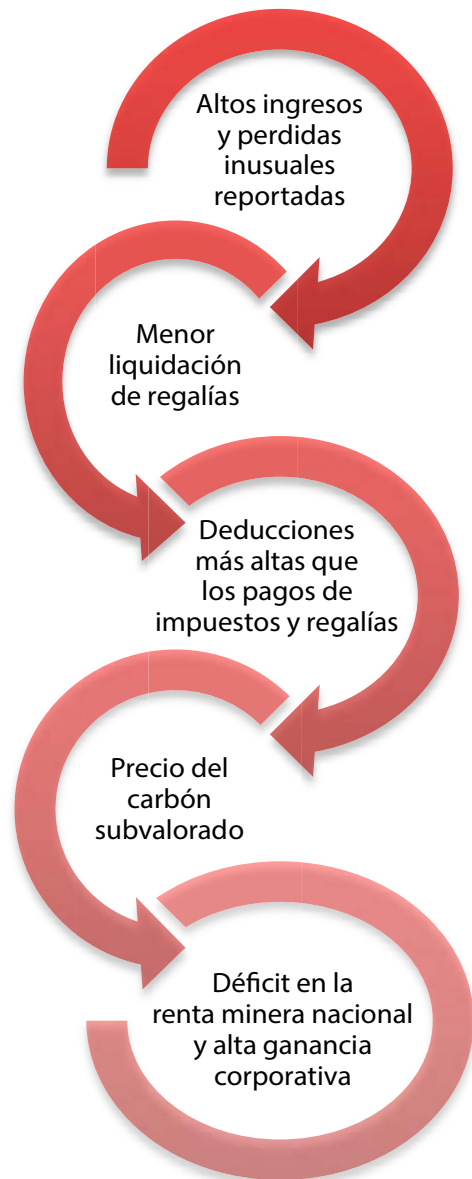 Altos ingresos
y perdidas
inusuales
reportadas
Menor
liquidación
de regalías
Deducciones
más altas que
los pagos de
impuestos y regalías
Precio del
carbón
subvalorado
Déficit en la
renta minera nacional
y alta ganancia
corporativa